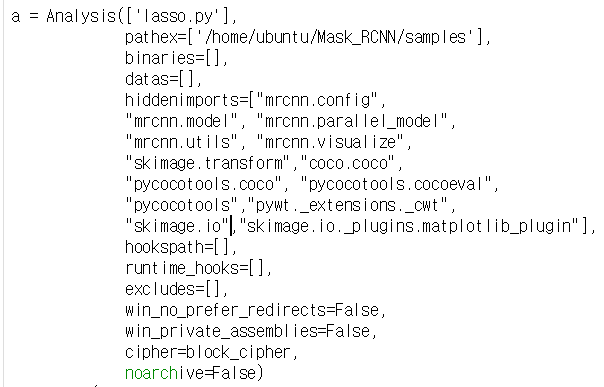 a = Analysis(['lasso.py'],
pathex=['/home/ubuntu/Mask_RCNN/samples'],
binaries=[],
datas=[],
hiddenimports=["mrcnn.config",
"mrcnn.model", "mrcnn.parallel_model",
"mrcnn.utils", "mrcnn.visualize",
"skimage.transform","coco.coco",
"pycocotools.coco", "pycocotools.cocoeval",
"pycocotools","pywt._extensions._cwt",
"skimage.io","skimage.io._plugins.matplotlib_plugin"],
hookspath=[],
runtime_hooks=[],
excludes=[],
win_no_prefer_redirects=False,
win_private_assemblies=False,
cipher=block_cipher,
noarchive=False)